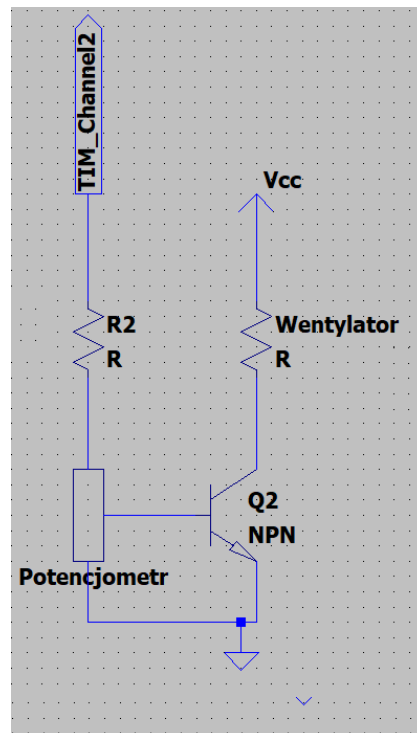 TIM_Channel2
Vcc
R2
R
Wentylator
R
Q2
NPN
Potencjometr